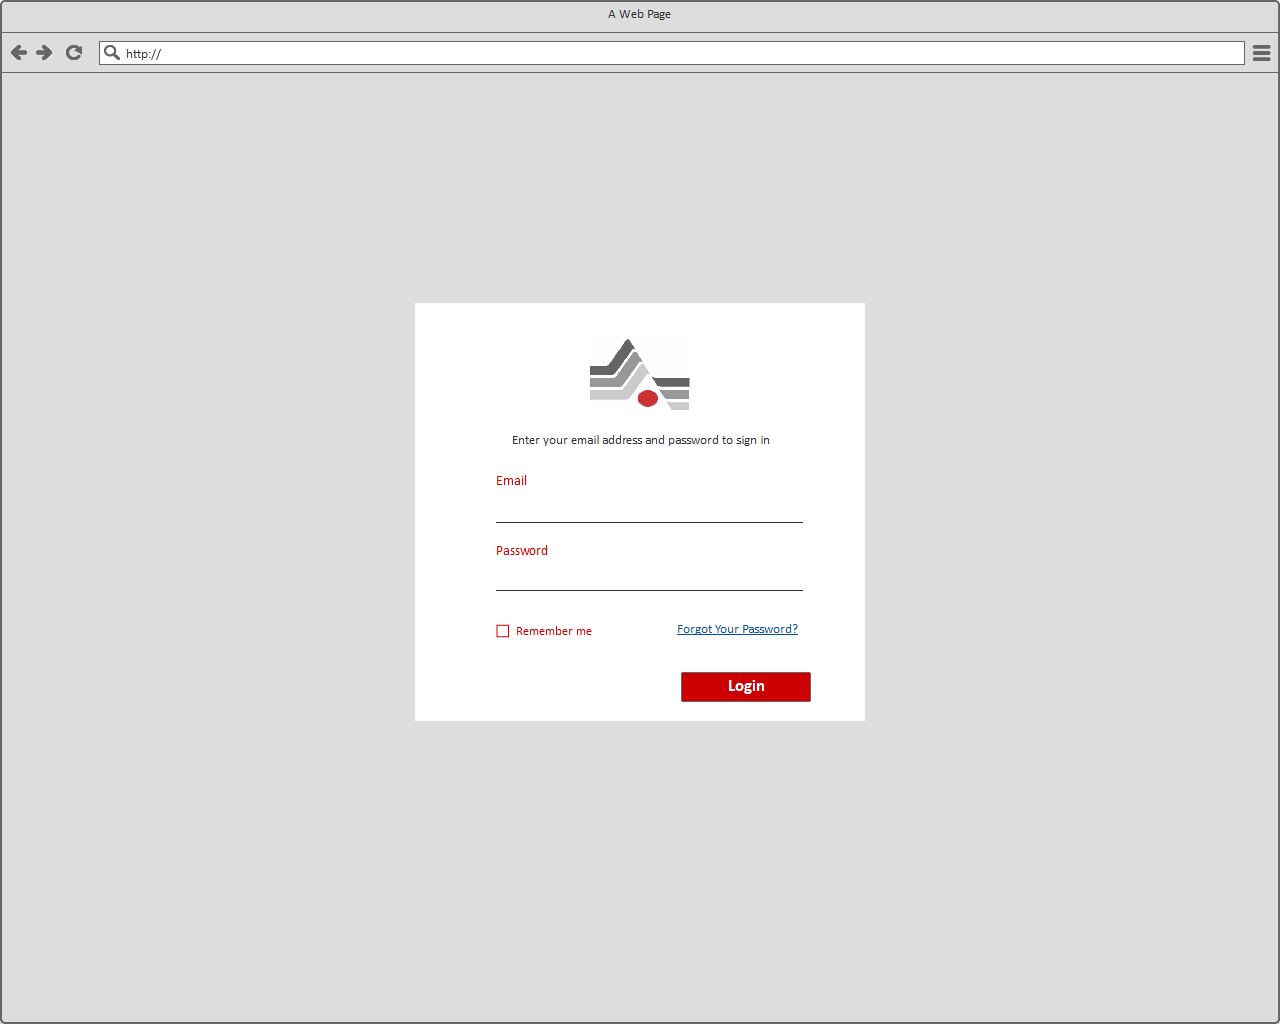 A Web Page
http://
Enter your email address and password to sign in
Email
Password
Remember me
Forgot Your Password?
Login